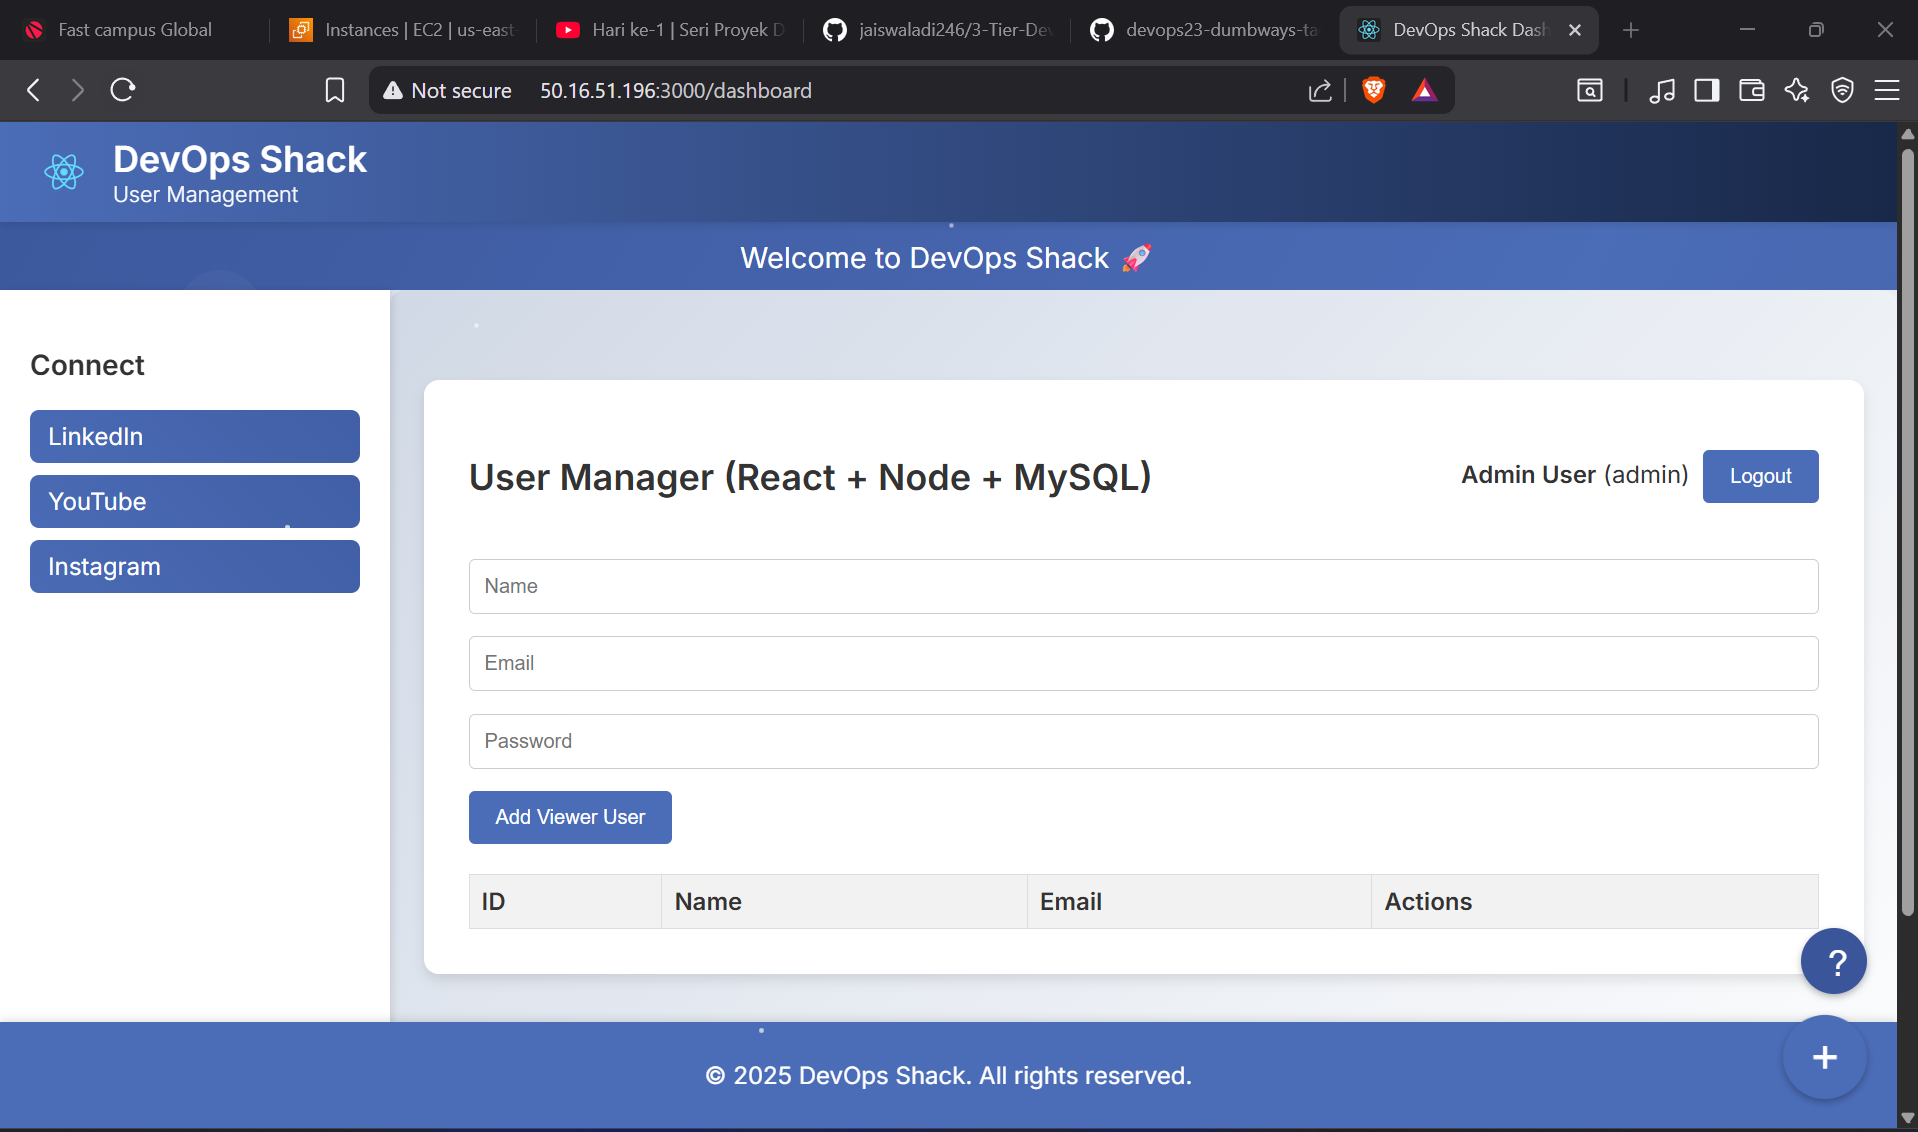 Fast campus Global
Instances | EC2 | us-east-
Hari ke-1 | Seri Proyek D
jaiswaladi246/3-Tier-Dev
devops23-dumbways-ta
DevOps Shack Dash
Not secure
50.16.51.196:3000/dashboard
DevOps Shack
User Management
Welcome to DevOps Shack 🚀
Connect
LinkedIn
YouTube
Instagram
User Manager (React + Node + MySQL)
Admin User (admin)
Logout
Name
Email
Password
Add Viewer User
ID
Name
Email
Actions
?
+
© 2025 DevOps Shack. All rights reserved.